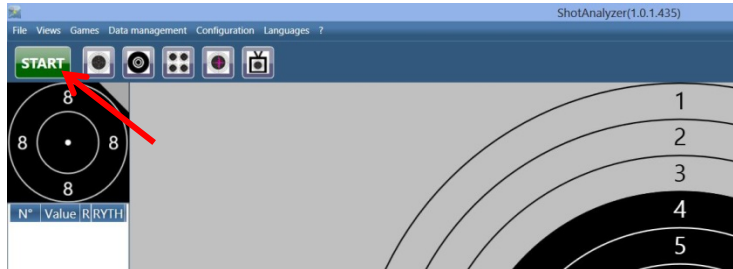 ShotAnalyzer(1.0.1.435)
File Views Games Data management Configuration Languages ?
START
8
8 8
8
N° Value R RYTH
1
2
3
4
5